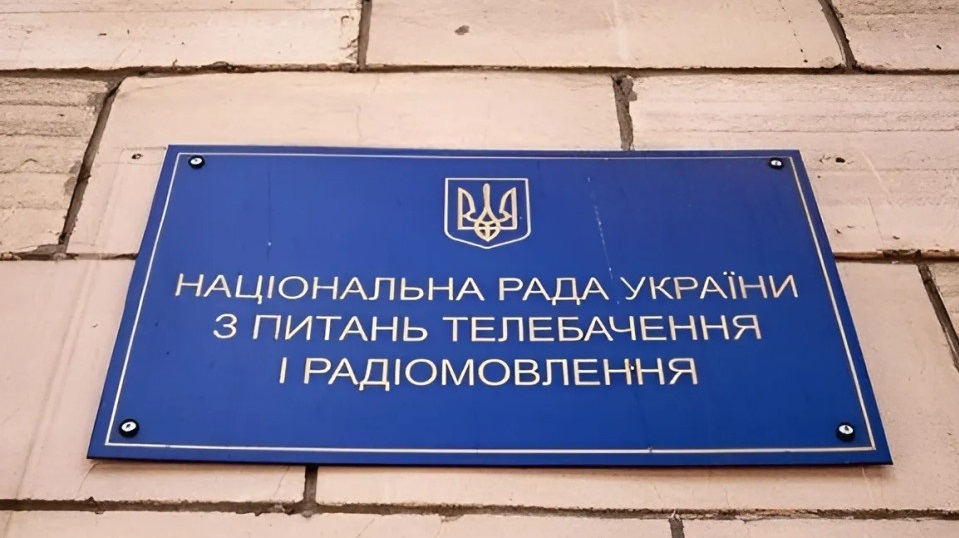 НАЦІОНАЛЬНА РАДА УКРАЇНИ
З ПИТАНЬ ТЕЛЕБАЧЕННЯ
І РАДІОМОВЛЕННЯ